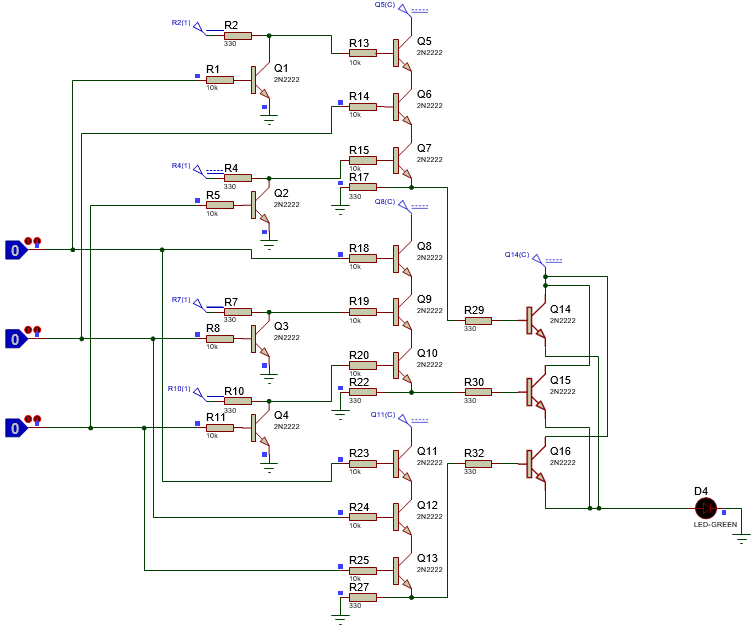 Q5(C)
R2(1)
R2
330
R13
10k
Q5
2N2222
R1
10k
Q1
2N2222
R14
10k
Q6
2N2222
R15
10k
Q7
2N2222
R4(1)
R4
330
R17
330
R5
10k
Q2
2N2222
Q8(C)
0
R18
10k
Q8
2N2222
Q14(C)
R7(1)
R7
330
R19
10k
Q9
2N2222
R29
330
Q14
2N2222
0
R8
10k
Q3
2N2222
R20
10k
Q10
2N2222
R10(1)
R10
330
R22
330
R30
330
Q15
2N2222
0
R11
10k
Q4
2N2222
Q11(C)
R23
10k
Q11
2N2222
R32
330
Q16
2N2222
R24
10k
Q12
2N2222
D4
LED-GREEN
R25
10k
Q13
2N2222
R27
330